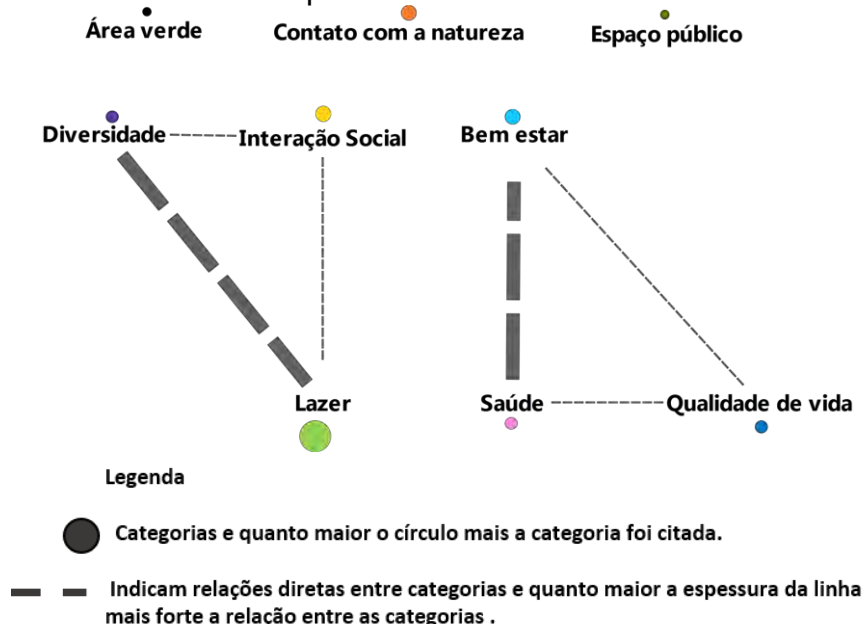 Área verde
Contato com a natureza
Espaço público
Diversidade
Interação Social
Bem estar
Lazer
Saúde
Qualidade de vida
Legenda
Categorias e quanto maior o círculo mais a categoria foi citada.
Indicam relações diretas entre categorias e quanto maior a espessura da linha
mais forte a relação entre as categorias .